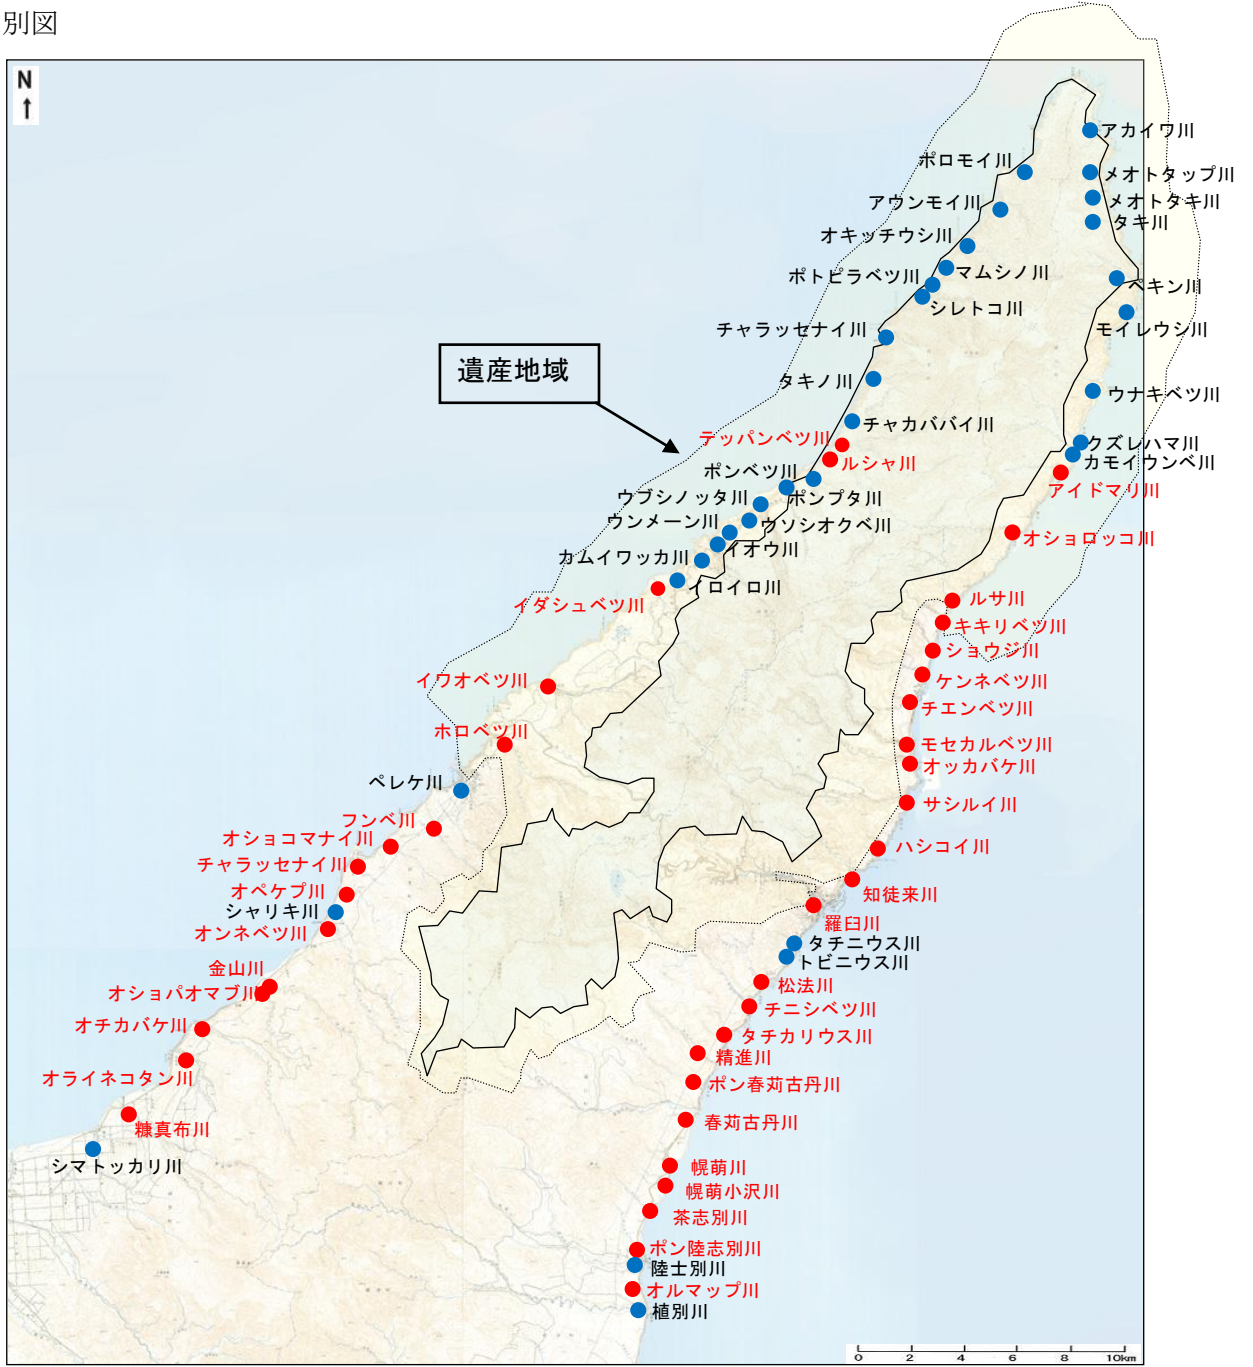 別図
N
アカイワ川
ポロモイ川
メオトタップ川
メオトタキ川
アウンモイ川
タキ川
オキッチウシ川
マムシノ川
ポトピラベツ川
ペキン川
シレトコ川
チャラッセナイ川
モイレウシ川
遺産地域
タキノ川
ウナキベツ川
チャカババイ川
テッパンベツ川
クズレハマ川
ルシャ川
カモイウンベ川
ポンベツ川
アイドマリ川
ポンプタ川
ウブシノッタ川
ウンメーン川
ウソシオクベ川
オショロッコ川
イオウ川
カムイワッカ川
イロイロ川
イダシュベツ川
ルサ川
キキリベツ川
ショウジ川
イワオベツ川
ケンネベツ川
チエンベツ川
ホロベツ川
モセカルベツ川
オッカバケ川
ペレケ川
サシルイ川
フンベ川
オショコマナイ川
ハシコイ川
チャラッセナイ川
オペケプ川
知徒来川
シャリキ川
羅臼川
オンネベツ川
タチニウス川
トビニウス川
金山川
松法川
オショパオマブ川
チニシベツ川
オチカバケ川
タチカリウス川
精進川
オライネコタン川
ポン春苅古丹川
春苅古丹川
糠真布川
シマトッカリ川
幌萌川
幌萌小沢川
茶志別川
ポン陸志別川
陸士別川
オルマップ川
植別川
0 2 4 6 8 10km